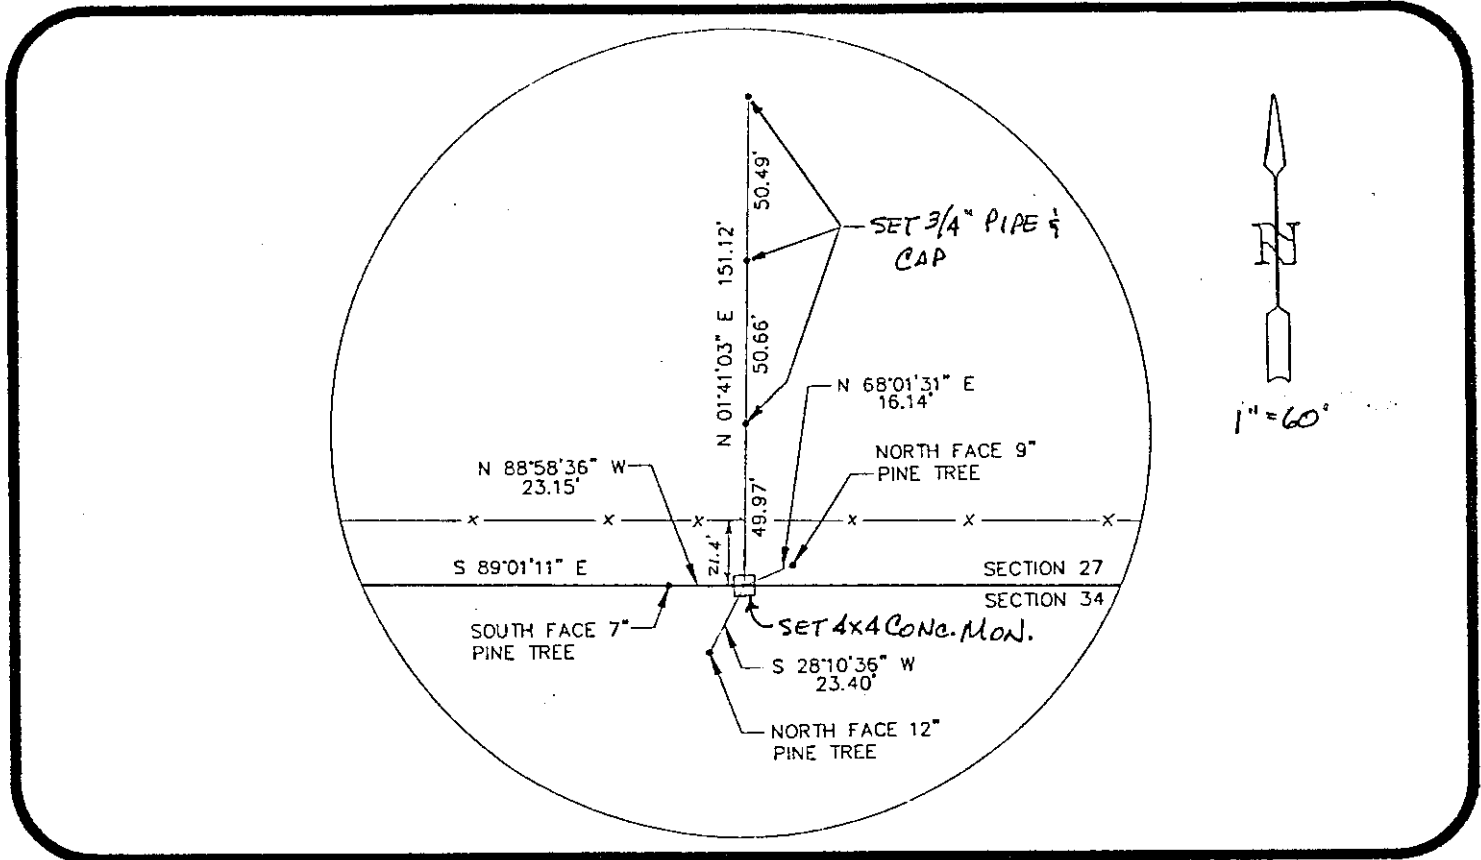 50.49'
SET 3/4" PIPE &
CAP
N 01°41'03" E 151.12'
N
50.66'
N 68°01'31" E
16.14'
1"=60'
NORTH FACE 9"
PINE TREE
N 88°58'36" W
23.15'
49.97'
x x x x x x
21.4'
S 89°01'11" E
SECTION 27
SECTION 34
SOUTH FACE 7"
PINE TREE
SET 4x4 CONC. MON.
S 28°10'36" W
23.40'
NORTH FACE 12"
PINE TREE